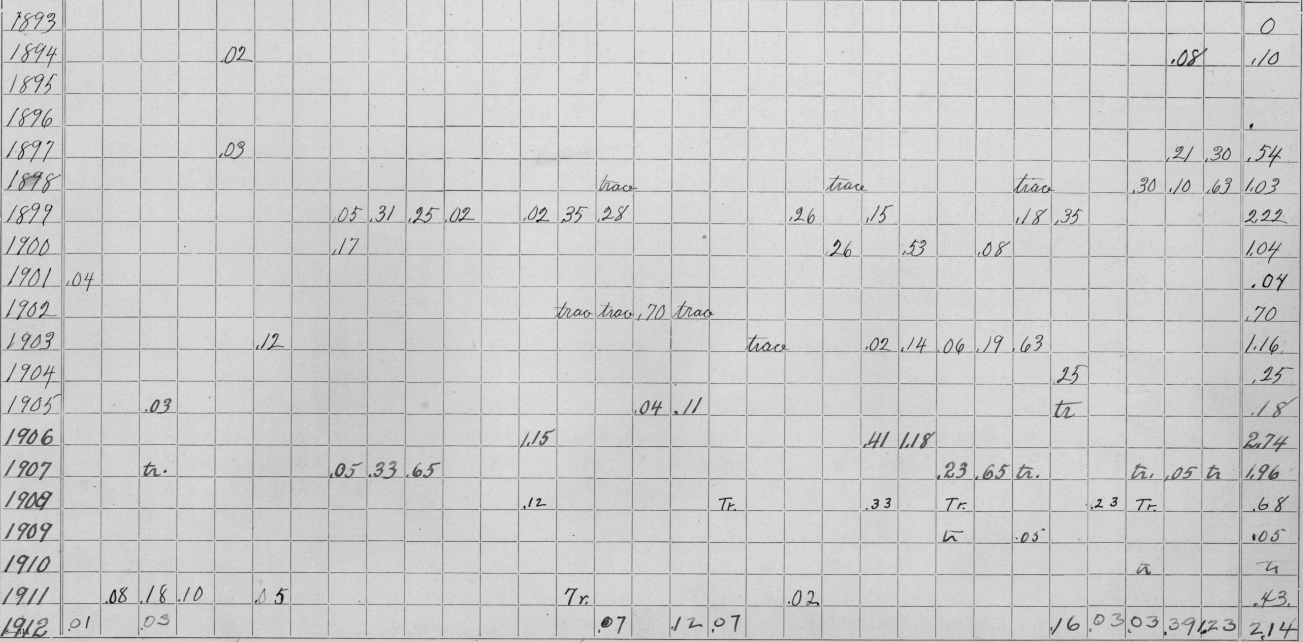 1893 0
1894 .02 .08 .10
1895
1896 .
1897 .03 .21 .30 .54
1898 trace trace trace .30 .10 .63 1.03
1899 .05 .31 .25 .02 .02 .35 .28 .26 .15 .18 .35 2.22
1900 .17 .26 .53 .08 1.04
1901 .04 .04
1902 trace trace .70 trace .70
1903 .12 trace .02 .14 .06 .19 .63 1.16
1904 .25 .25
1905 .03 .04 .11 tr .18
1906 1.15 .41 1.18 2.74
1907 tr. .05 .33 .65 .23 .65 tr. tr. .05 tr 1.96
1908 .12 Tr. .33 Tr. .23 Tr. .68
1909 tr .05 .05
1910 tr tr
1911 .08 .18 .10 .05 Tr. .02 .43
1912 .01 .03 .07 .12 .07 .16 .03 .03 .39 1.23 2.14